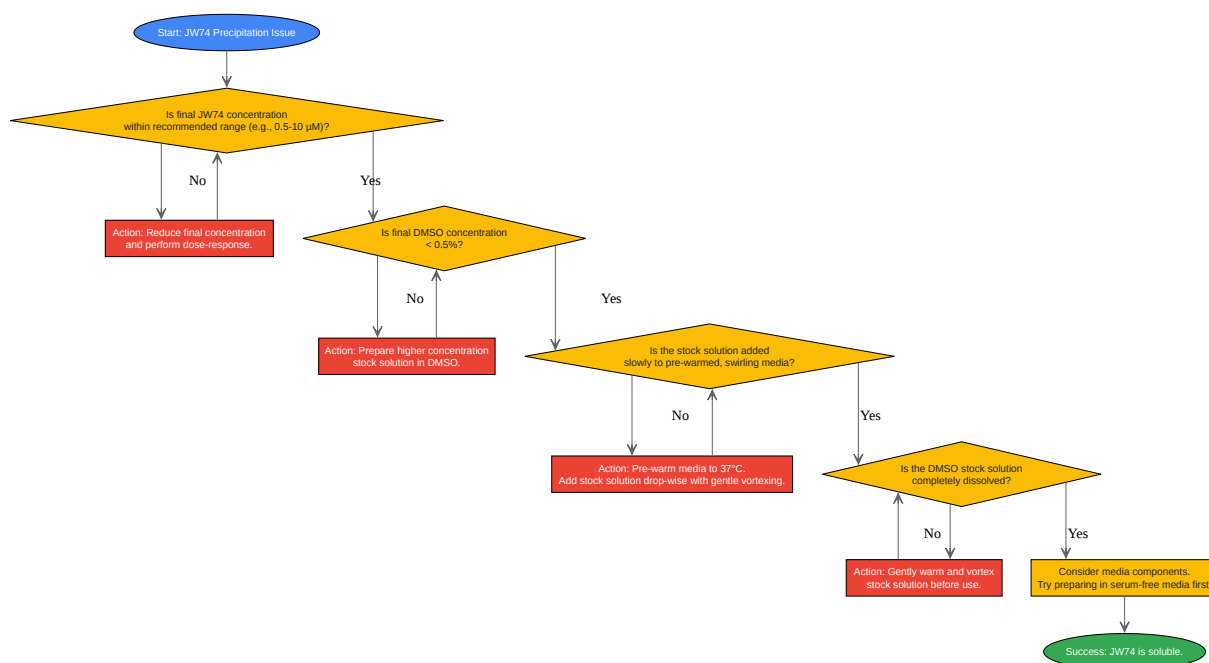 Start: JW74 Precipitation Issue
Is final JW74 concentration
within recommended range (e.g., 0.5-10 µM)?
No
Yes
Action: Reduce final concentration
and perform dose-response.
Is final DMSO concentration
< 0.5%?
No
Yes
Action: Prepare higher concentration
stock solution in DMSO.
Is the stock solution added
slowly to pre-warmed, swirling media?
No
Yes
Action: Pre-warm media to 37°C.
Add stock solution drop-wise with gentle vortexing.
Is the DMSO stock solution
completely dissolved?
No
Yes
Action: Gently warm and vortex
stock solution before use.
Consider media components.
Try preparing in serum-free media first
Success: JW74 is soluble.